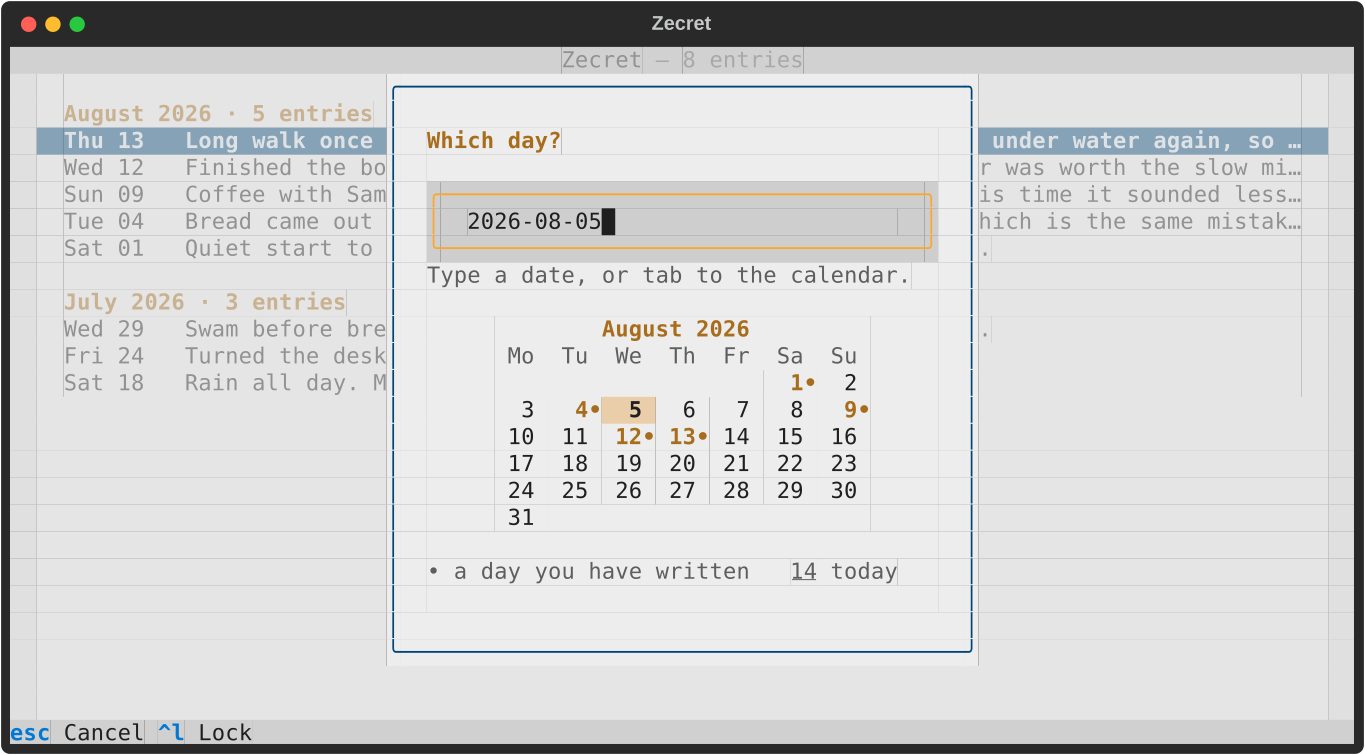 Zecret
Zecret — 8 entries
August 2026 · 5 entries
Thu 13 Long walk once under water again, so …
Wed 12 Finished the bo r was worth the slow mi…
Sun 09 Coffee with Sam is time it sounded less…
Tue 04 Bread came out hich is the same mistak…
Sat 01 Quiet start to .
July 2026 · 3 entries
Wed 29 Swam before bre .
Fri 24 Turned the desk
Sat 18 Rain all day. M
Which day?
2026-08-05
Type a date, or tab to the calendar.
August 2026
Mo Tu We Th Fr Sa Su
1• 2
3 4• 5 6 7 8 9•
10 11 12• 13• 14 15 16
17 18 19 20 21 22 23
24 25 26 27 28 29 30
31
• a day you have written 14 today
esc Cancel ^l Lock